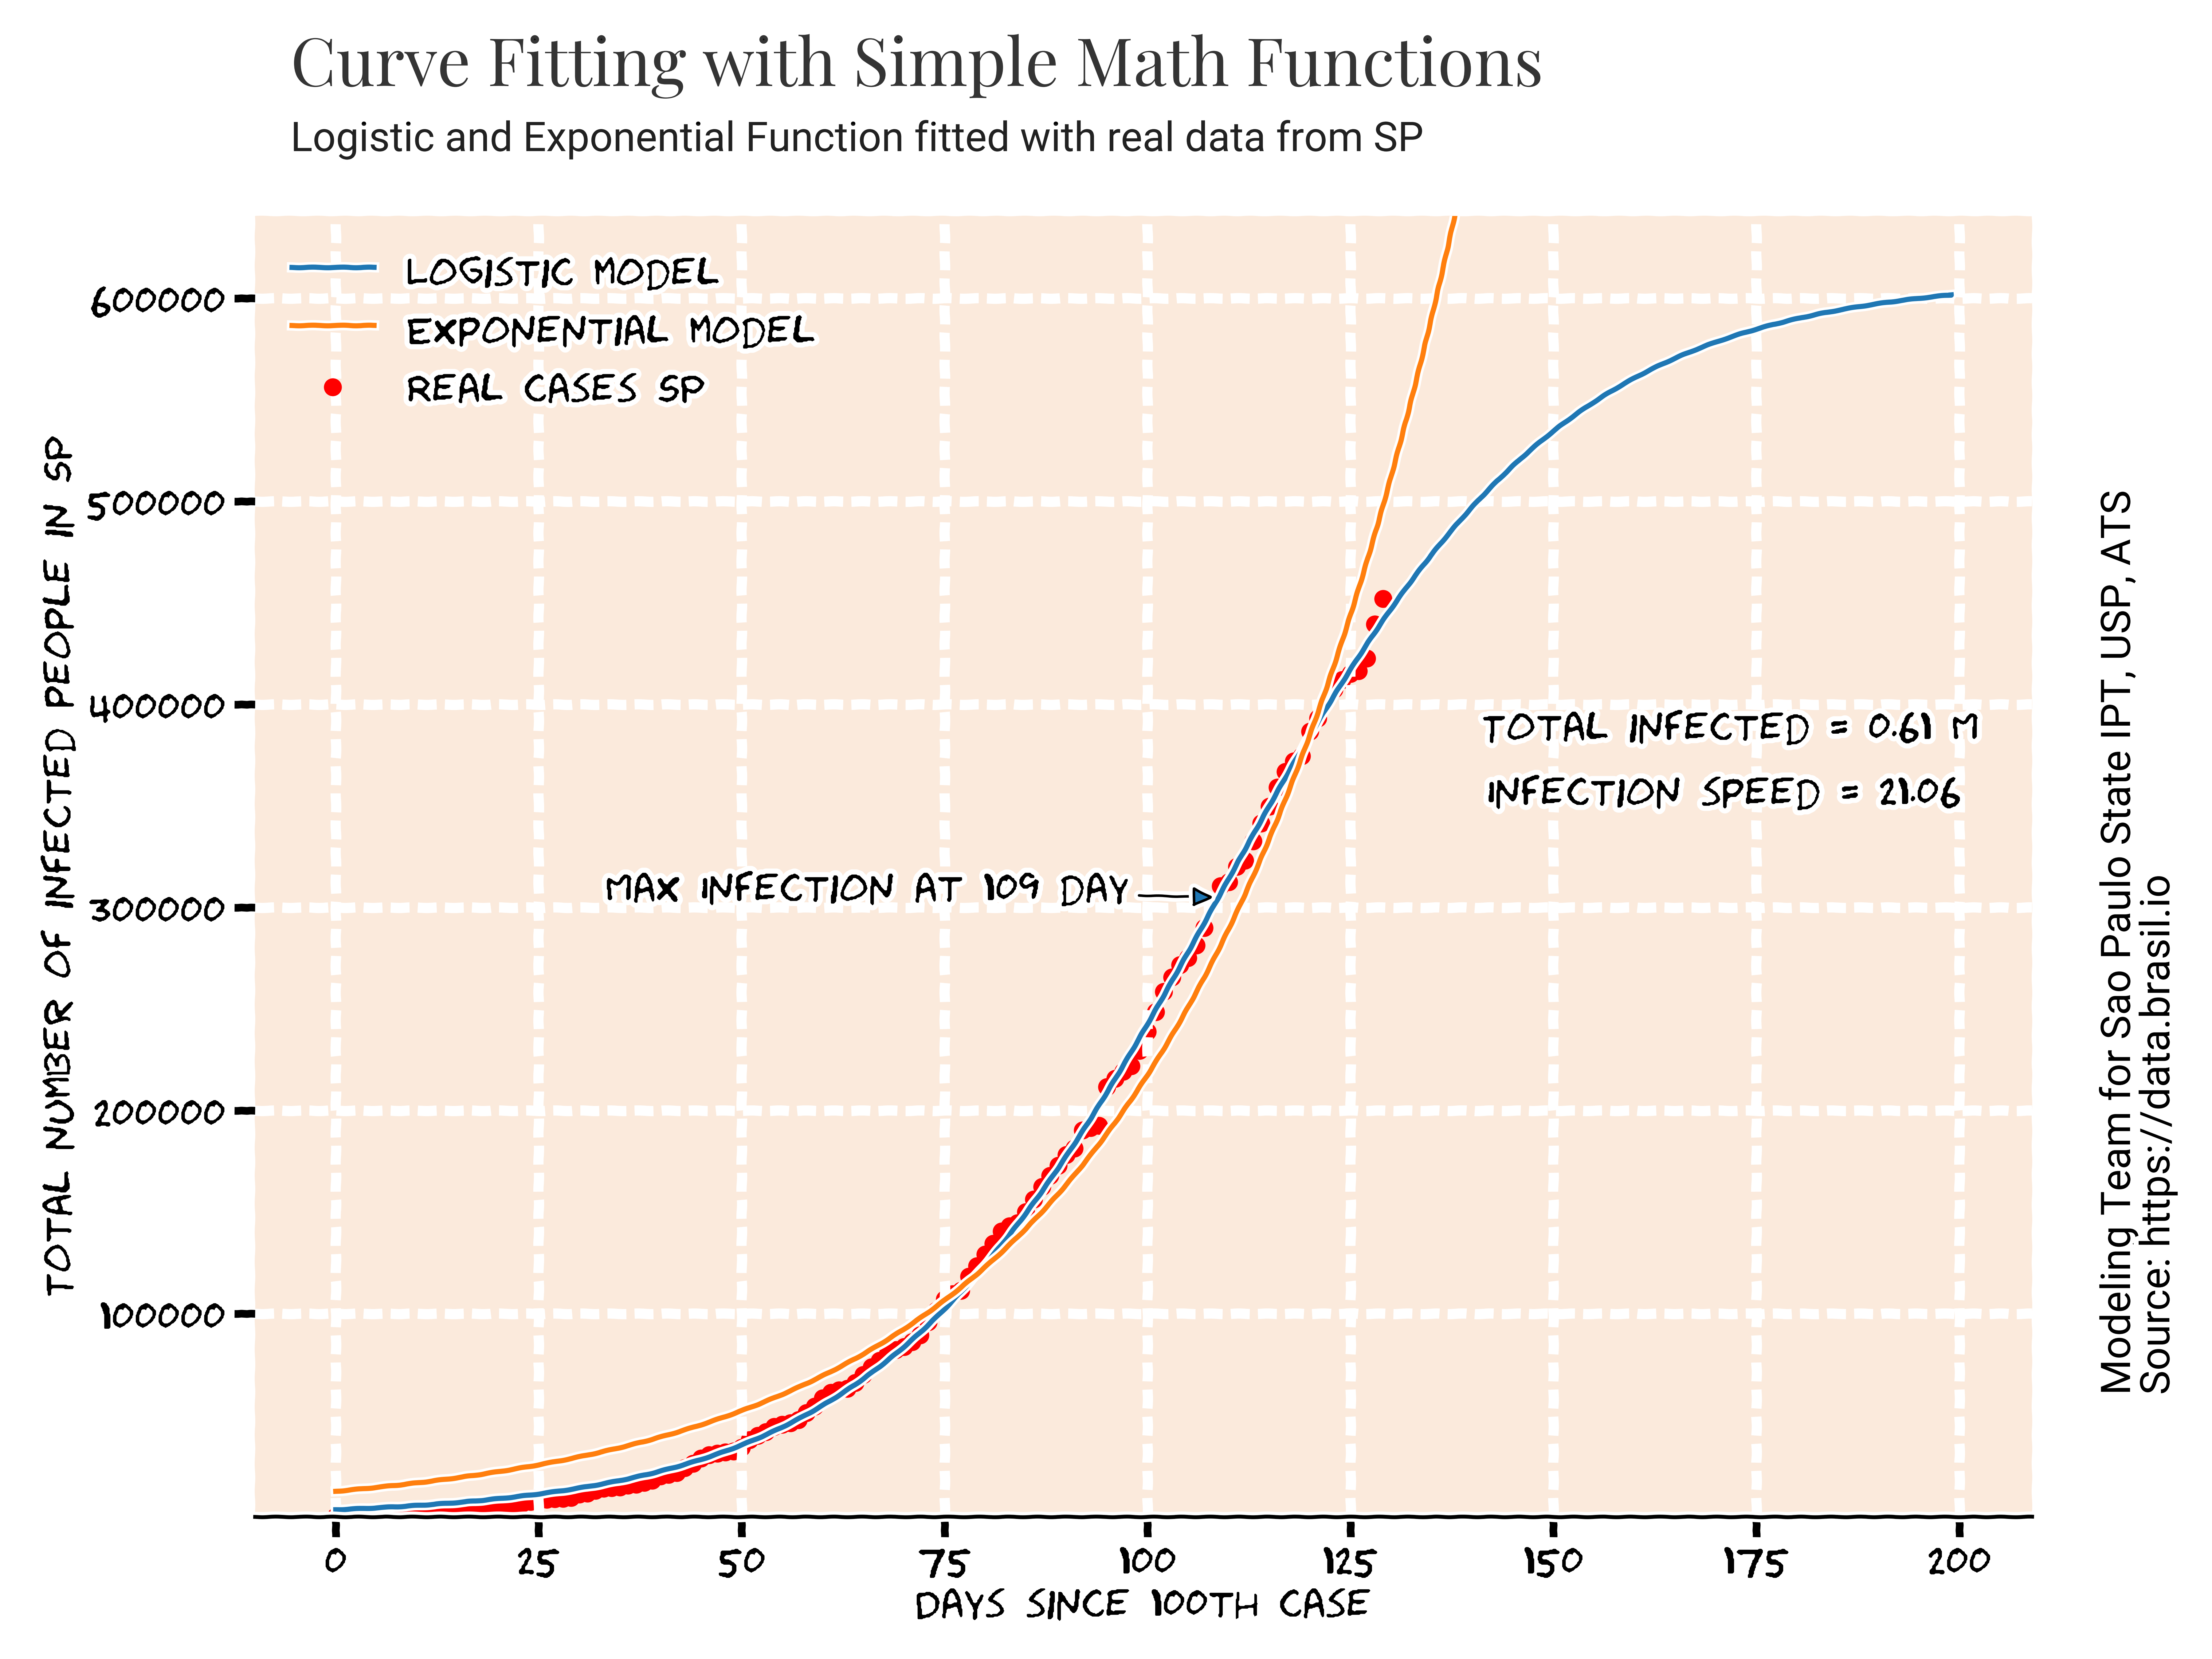 Curve Fitting with Simple Math Functions
Logistic and Exponential Function fitted with real data from SP
LOGISTIC MODEL
EXPONENTIAL MODEL
REAL CASES SP
TOTAL NUMBER OF INFECTED PEOPLE IN SP
600000
500000
400000
300000
200000
100000
TOTAL INFECTED = 0.61 M
INFECTION SPEED = 21.06
MAX INFECTION AT 109 DAY
0 25 50 75 100 125 150 175 200
DAYS SINCE 100TH CASE
Modeling Team for Sao Paulo State IPT, USP, ATS
Source: https://data.brasil.io